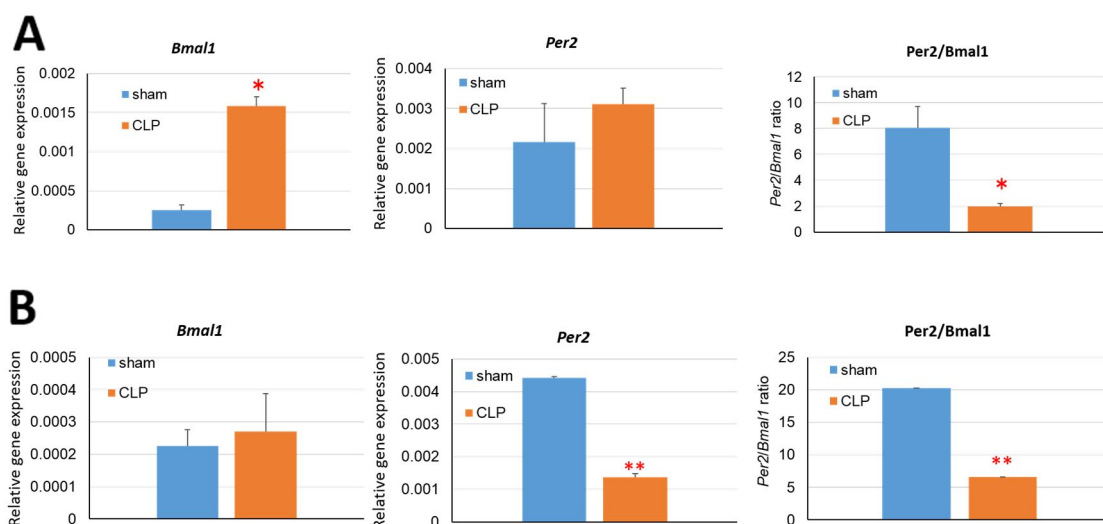 A
Bmal1
Relative gene expression
0.002
0.0015
0.001
0.0005
0
sham
CLP
*
Per2
Relative gene expression
0.004
0.003
0.002
0.001
0
sham
CLP
Per2/Bmal1
Per2/Bmal1 ratio
12
10
8
6
4
2
0
sham
CLP
*
B
Bmal1
Relative gene expression
0.0005
0.0004
0.0003
0.0002
0.0001
0
sham
CLP
Per2
Relative gene expression
0.005
0.004
0.003
0.002
0.001
0
sham
CLP
**
Per2/Bmal1
Per2/Bmal1 ratio
25
20
15
10
5
0
sham
CLP
**